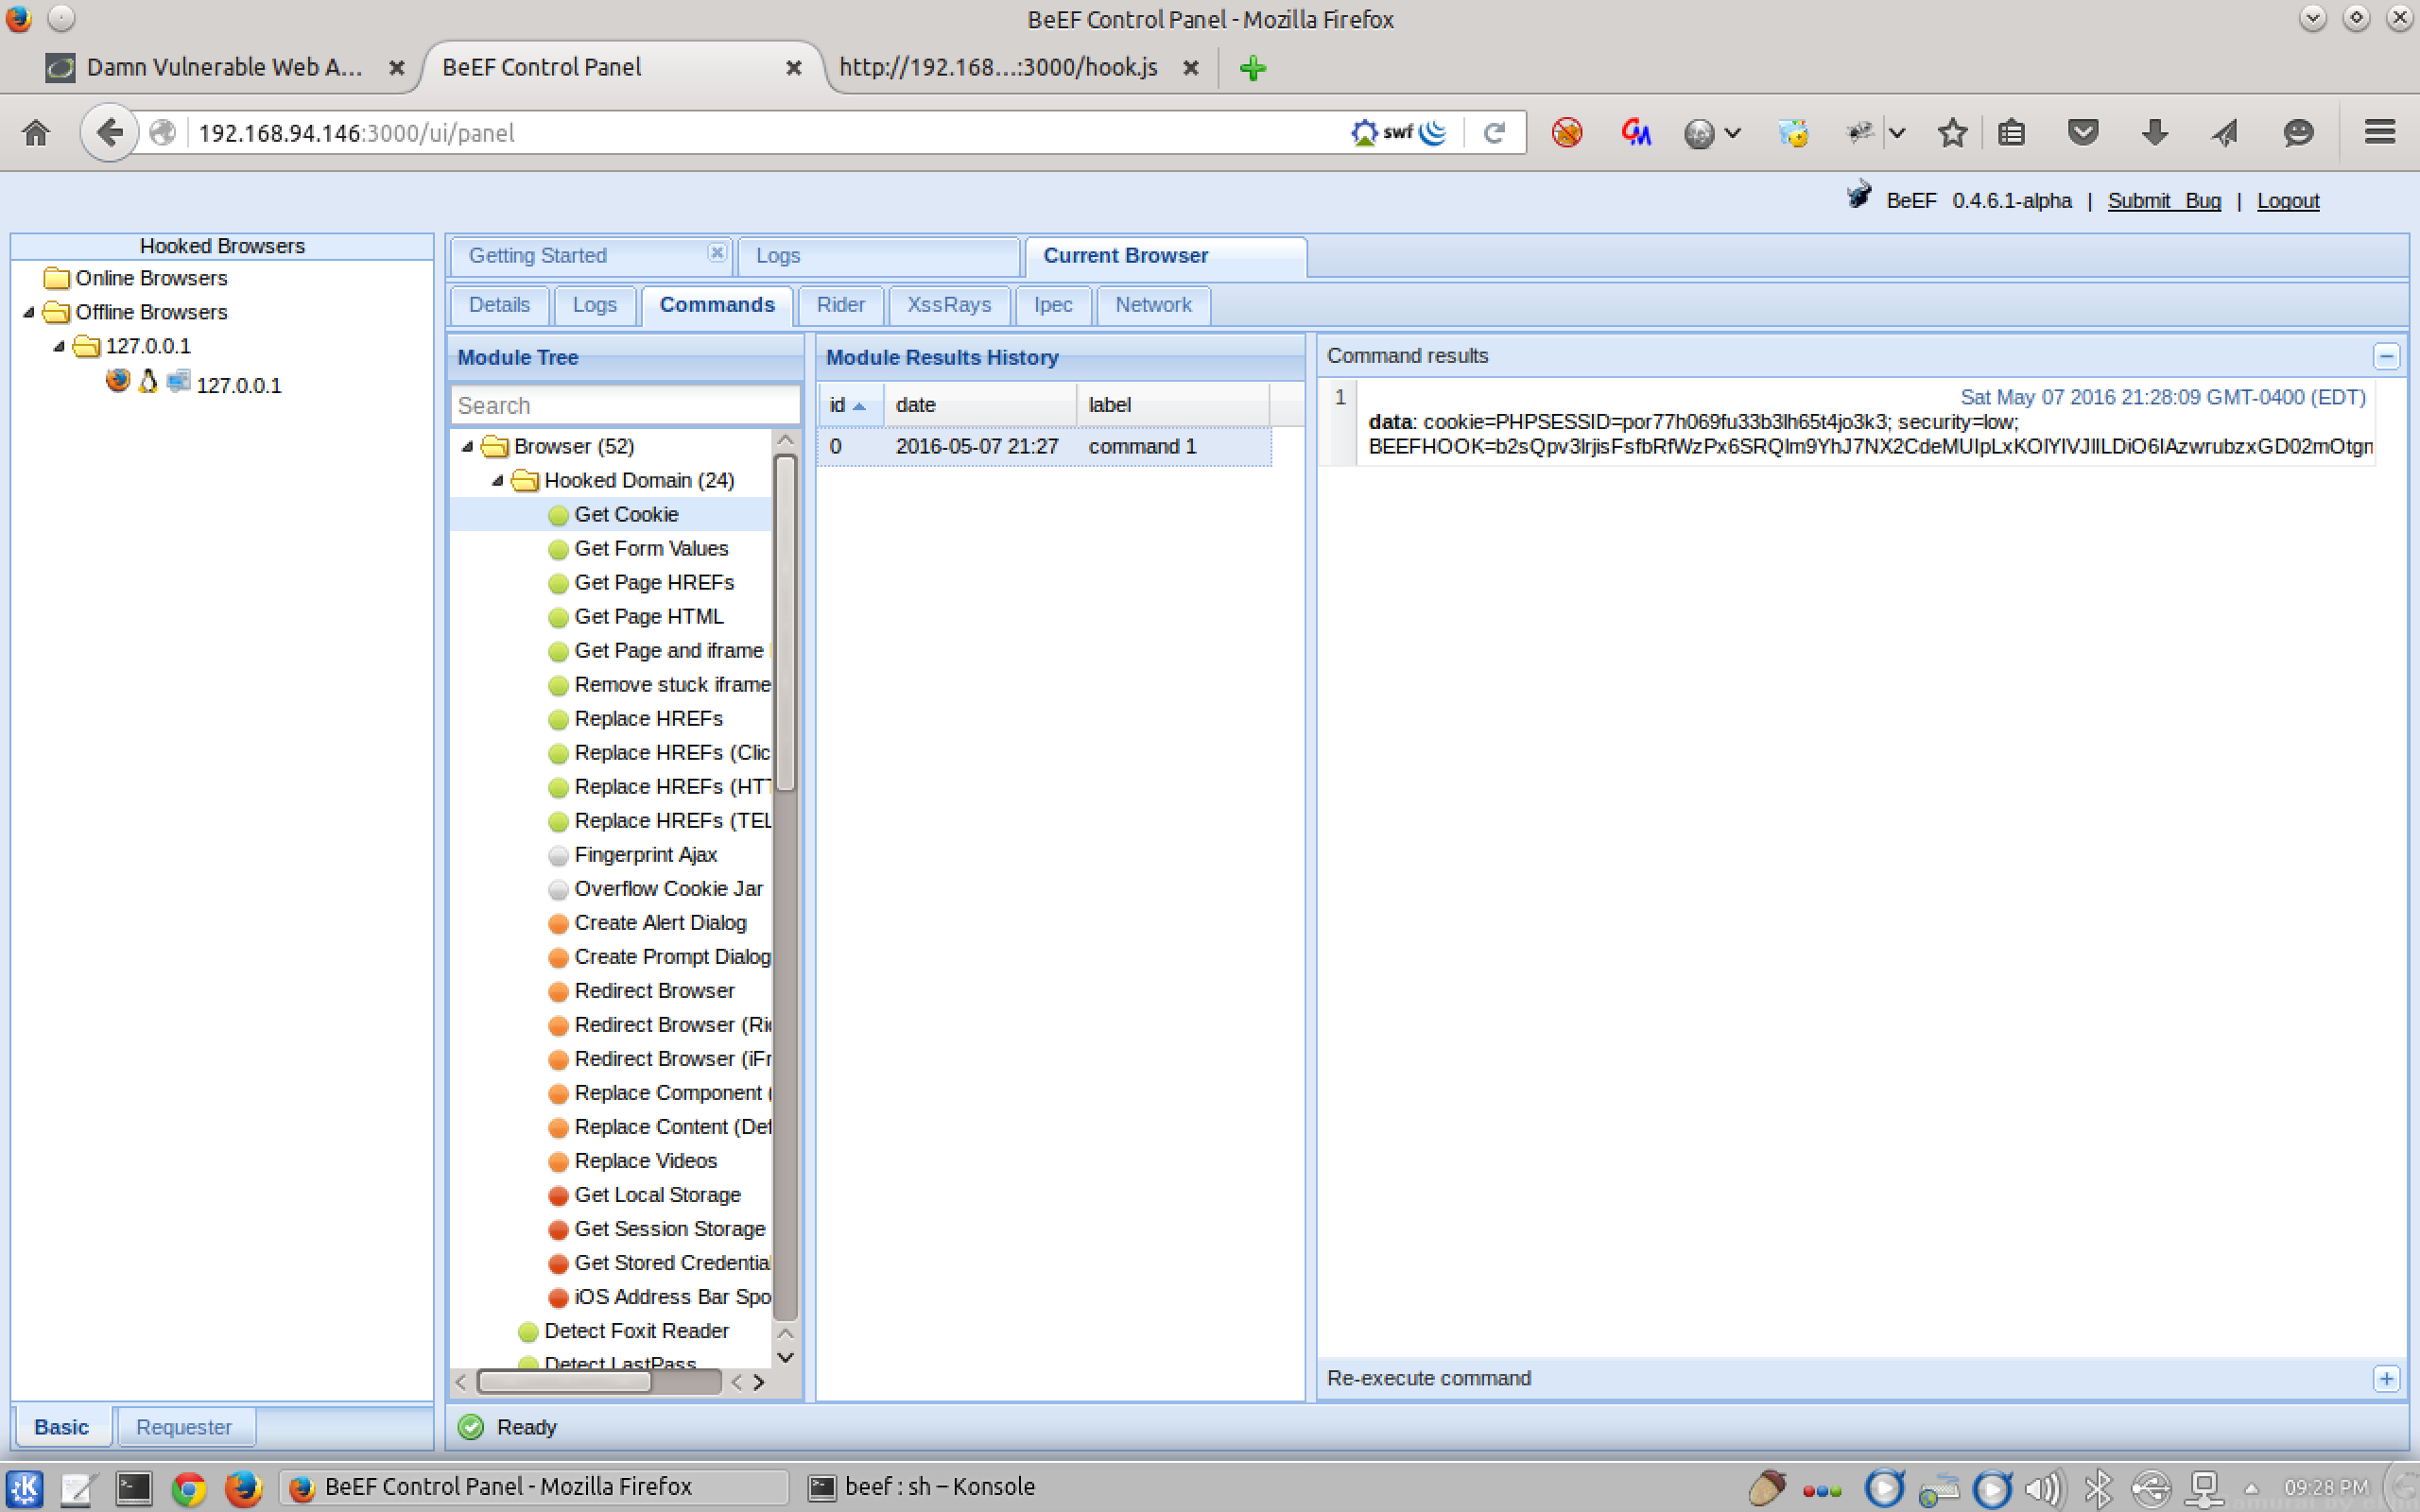 BeEF Control Panel - Mozilla Firefox
Damn Vulnerable Web A...
BeEF Control Panel
http://192.168...:3000/hook.js
192.168.94.146:3000/ui/panel
swf
BeEF 0.4.6.1-alpha | Submit Bug | Logout
Hooked Browsers
Online Browsers
Offline Browsers
127.0.0.1
127.0.0.1
Basic
Requester
Getting Started
Logs
Current Browser
Details
Logs
Commands
Rider
XssRays
Ipec
Network
Module Tree
Search
Browser (52)
Hooked Domain (24)
Get Cookie
Get Form Values
Get Page HREFs
Get Page HTML
Get Page and iframe
Remove stuck iframe
Replace HREFs
Replace HREFs (Clic
Replace HREFs (HTT
Replace HREFs (TEL
Fingerprint Ajax
Overflow Cookie Jar
Create Alert Dialog
Create Prompt Dialog
Redirect Browser
Redirect Browser (Ric
Redirect Browser (iFr
Replace Component (
Replace Content (Def
Replace Videos
Get Local Storage
Get Session Storage
Get Stored Credential
iOS Address Bar Spo
Detect Foxit Reader
Detect LastPass
Module Results History
id date label
0 2016-05-07 21:27 command 1
Command results
1
Sat May 07 2016 21:28:09 GMT-0400 (EDT)
data: cookie=PHPSESSID=por77h069fu33b3lh65t4jo3k3; security=low;
Re-execute command
Ready
BeEF Control Panel - Mozilla Firefox
beef : sh – Konsole
09:28 PM